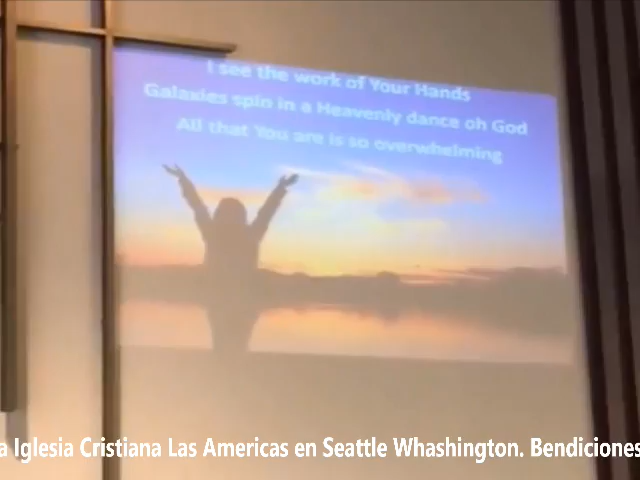 I see the work of Your Hands
Galaxies spin in a Heavenly dance oh God
All that You are is so overwhelming
a Iglesia Cristiana Las Americas en Seattle Whashington. Bendiciones